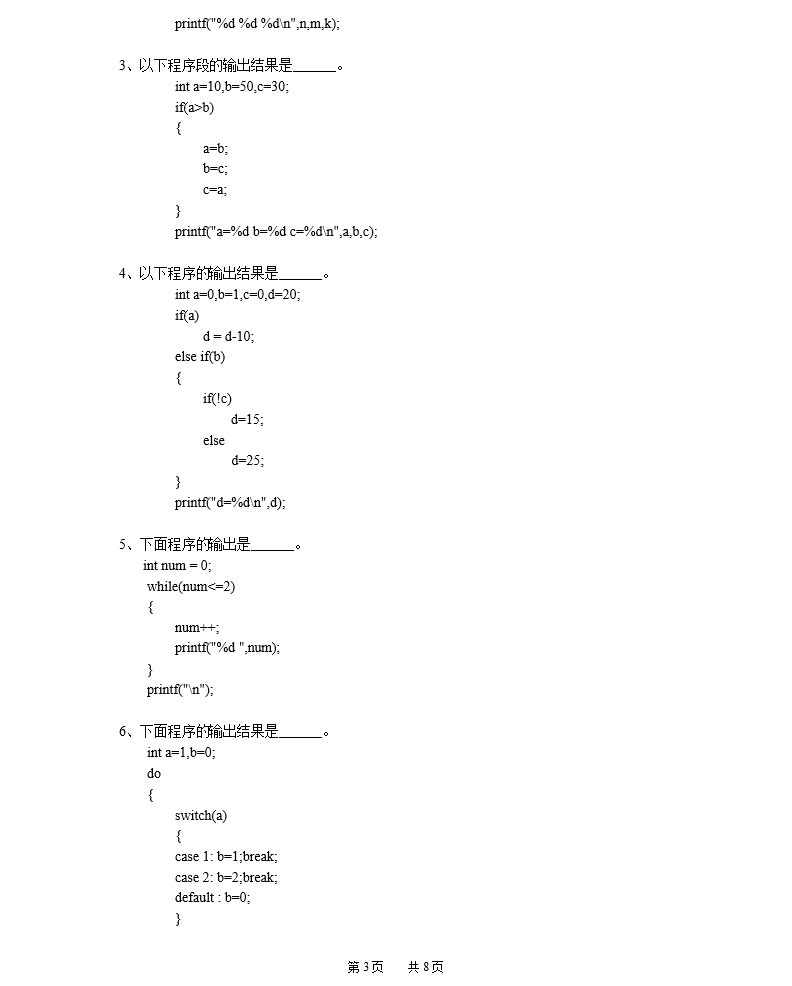 printf("%d %d %d\n",n,m,k);
3、以下程序段的输出结果是______。
int a=10,b=50,c=30;
if(a>b)
{
a=b;
b=c;
c=a;
}
printf("a=%d b=%d c=%d\n",a,b,c);
4、以下程序的输出结果是______。
int a=0,b=1,c=0,d=20;
if(a)
d = d-10;
else if(b)
{
if(!c)
d=15;
else
d=25;
}
printf("d=%d\n",d);
5、下面程序的输出是______。
int num = 0;
while(num<=2)
{
num++;
printf("%d ",num);
}
printf("\n");
6、下面程序的输出结果是______。
int a=1,b=0;
do
{
switch(a)
{
case 1: b=1;break;
case 2: b=2;break;
default : b=0;
}
第 3页 共 8页